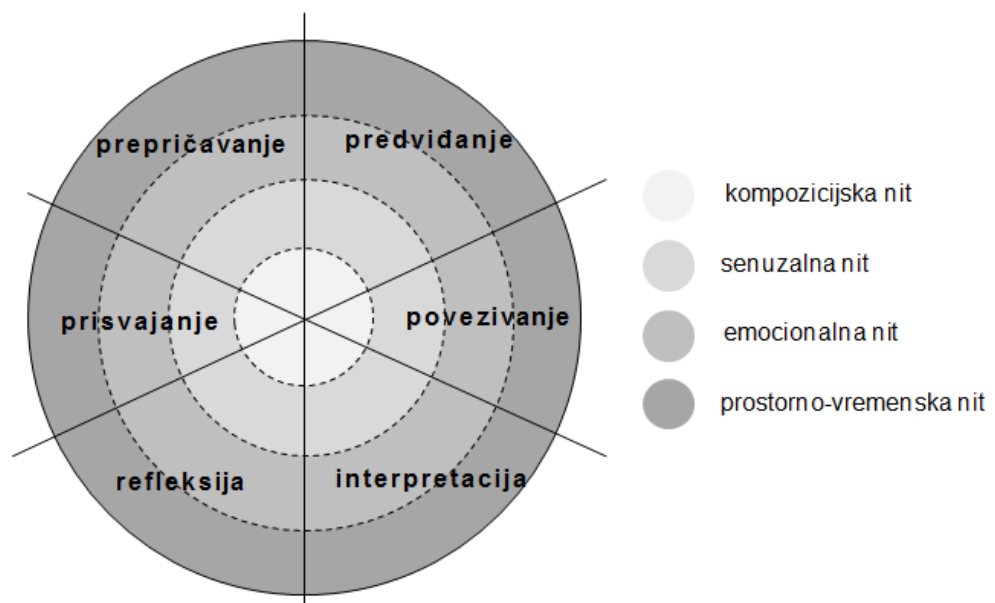 prepričavanje
predviđanje
prisvajanje
povezivanje
refleksija
interpretacija
kompozicijska nit
senuzalna nit
emocionalna nit
prostorno-vremenska nit